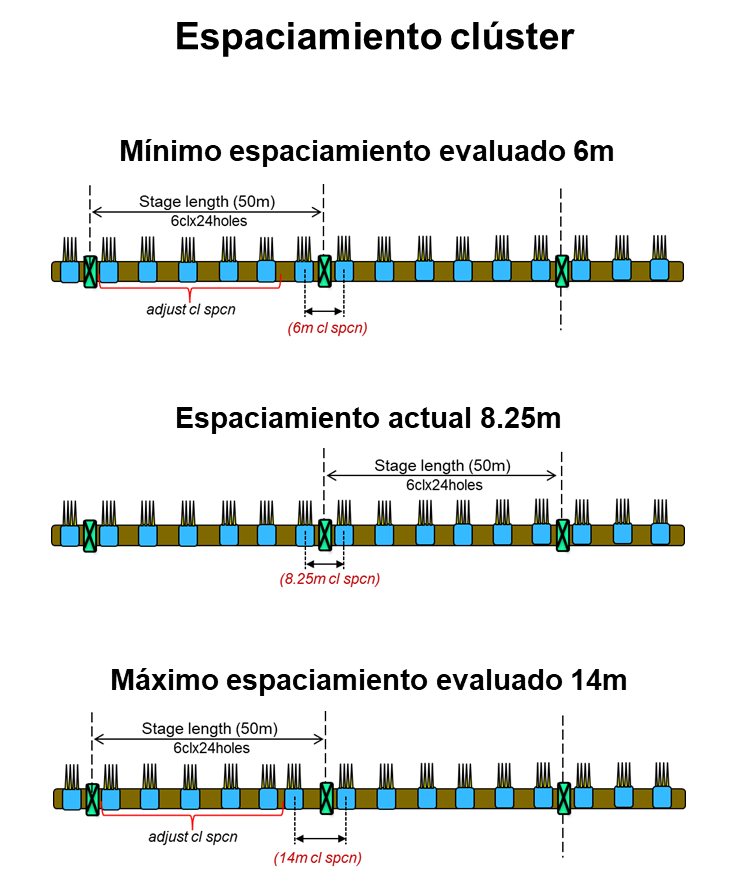 Espaciamiento clúster
Mínimo espaciamiento evaluado 6m
Stage length (50m)
6clx24holes
adjust cl spcn
(6m cl spcn)
Espaciamiento actual 8.25m
Stage length (50m)
6clx24holes
(8.25m cl spcn)
Máximo espaciamiento evaluado 14m
Stage length (50m)
6clx24holes
adjust cl spcn
(14m cl spcn)